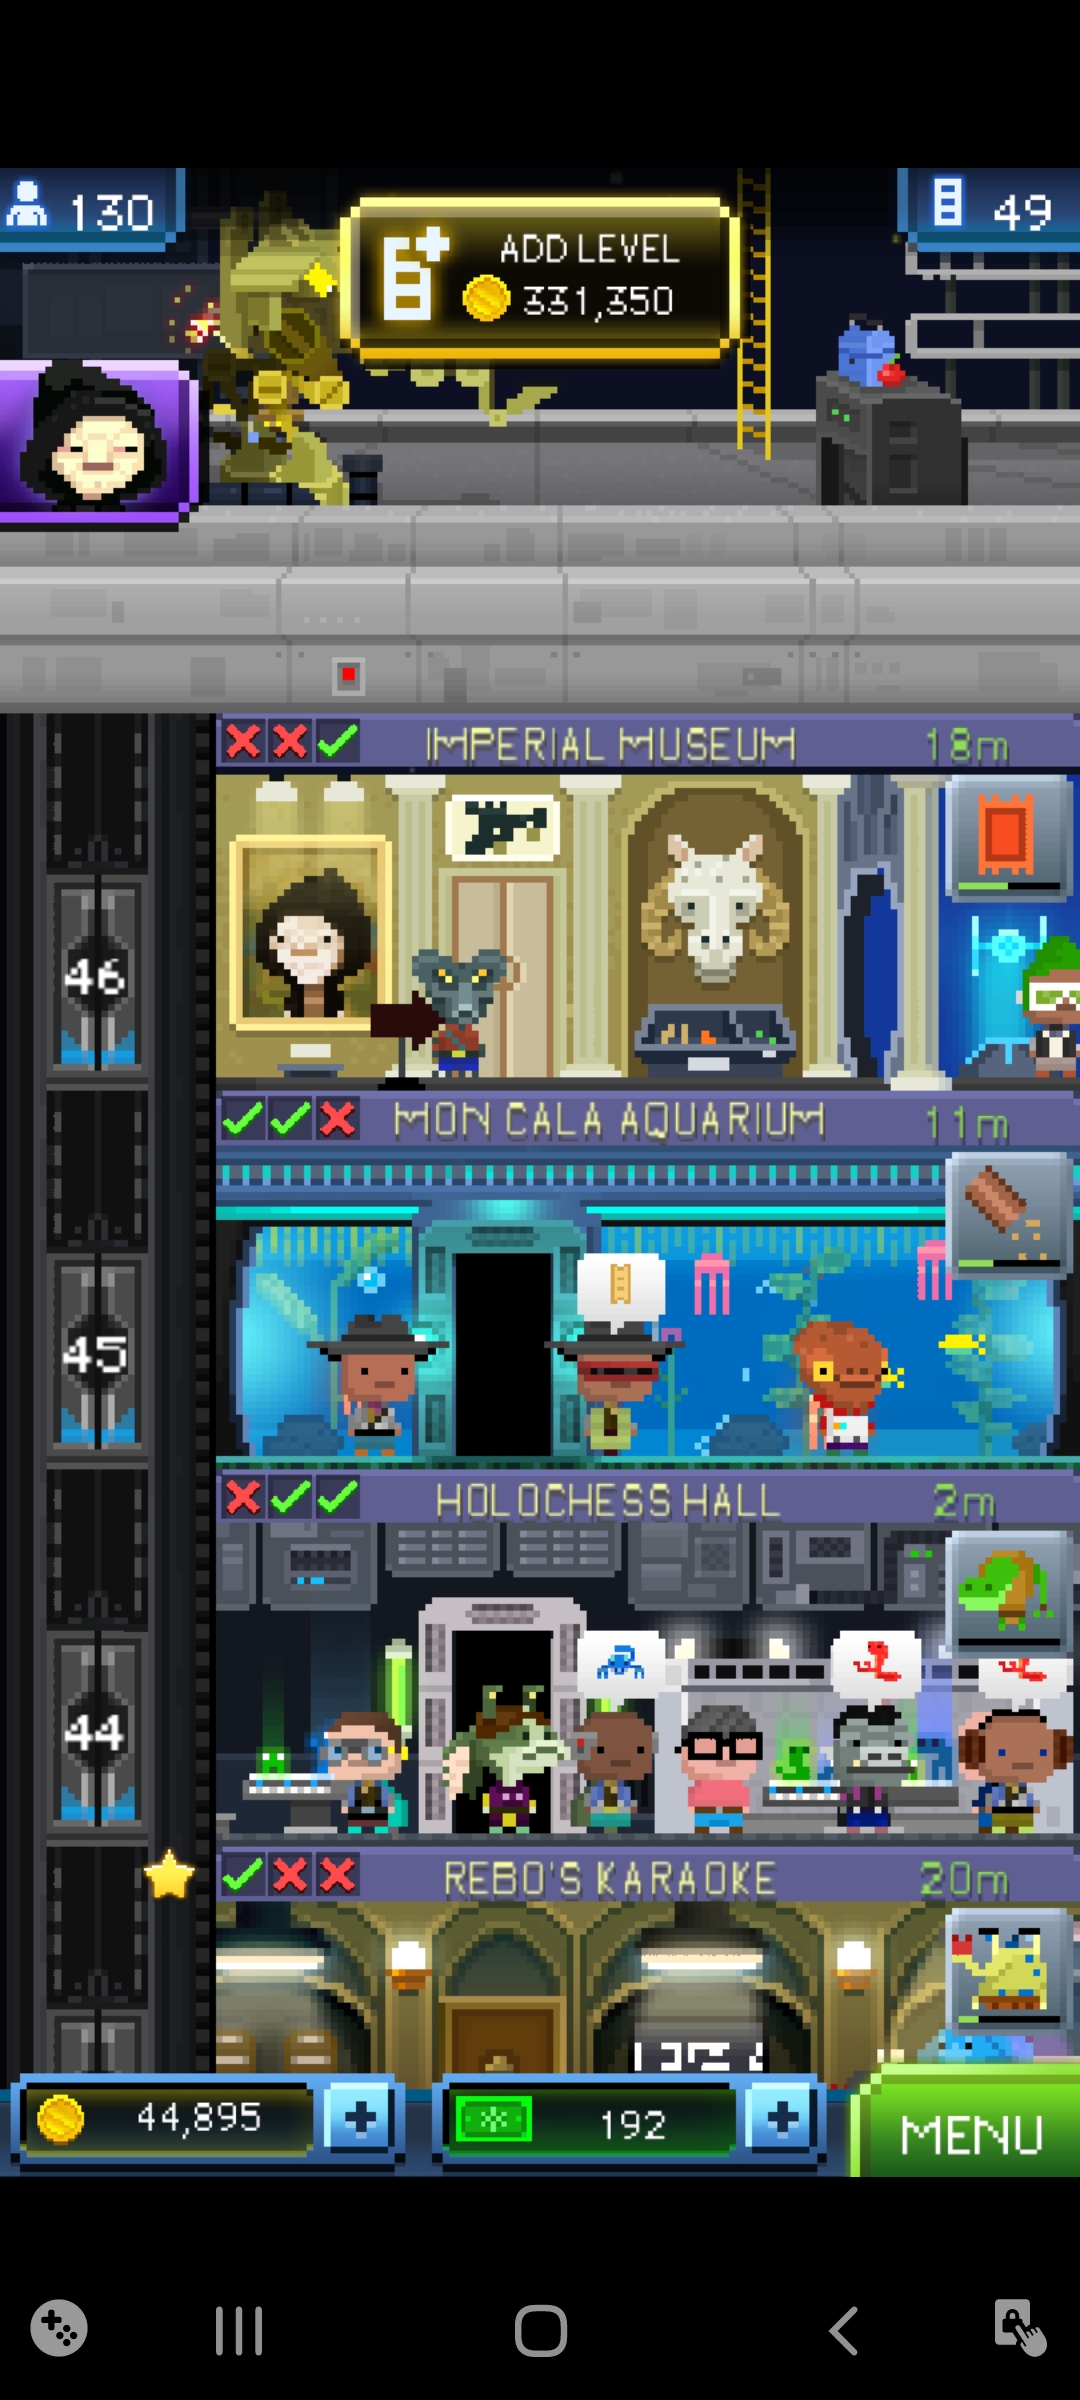 130
ADD LEVEL
331,350
49
IMPERIAL MUSEUM 18m
46
MON CALA AQUARIUM 11m
45
HOLOCHESS HALL 2m
44
REBO'S KARAOKE 20m
44,895
192
MENU